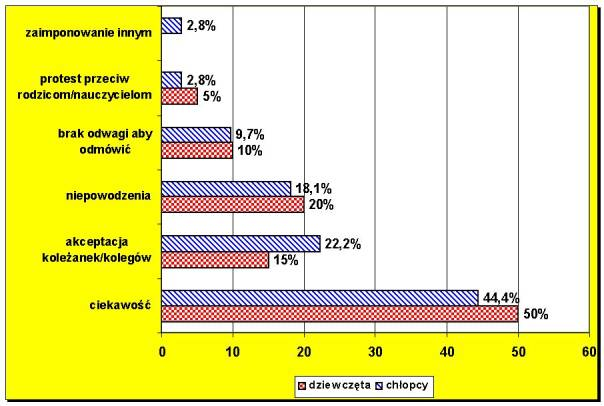 zaimponowanie innym
2,8%
protest przeciw
rodzicom/nauczycielom
2,8%
5%
brak odwagi aby
odmówić
9,7%
10%
niepowodzenia
18,1%
20%
akceptacja
koleżanek/kolegów
22,2%
15%
ciekawość
44,4%
50%
0 10 20 30 40 50 60
dziewczęta chłopcy